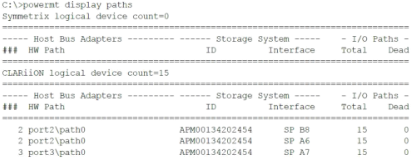 C:\>powermt display paths
Symmetrix logical device count=0
==============================================================================
----- Host Bus Adapters --------- ------ Storage System ----- - I/O Paths -
### HW Path ID Interface Total Dead
==============================================================================
CLARiiON logical device count=15
==============================================================================
----- Host Bus Adapters --------- ------ Storage System ----- - I/O Paths -
### HW Path ID Interface Total Dead
==============================================================================
2 port2\path0 APM00134202454 SP B8 15 0
2 port2\path0 APM00134202454 SP A6 15 0
3 port3\path0 APM00134202454 SP A7 15 0